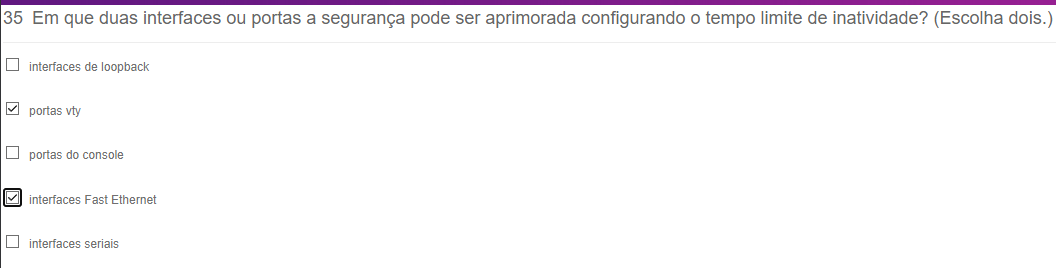 35 Em que duas interfaces ou portas a segurança pode ser aprimorada configurando o tempo limite de inatividade? (Escolha dois.)
interfaces de loopback
portas vty
portas do console
interfaces Fast Ethernet
interfaces seriais